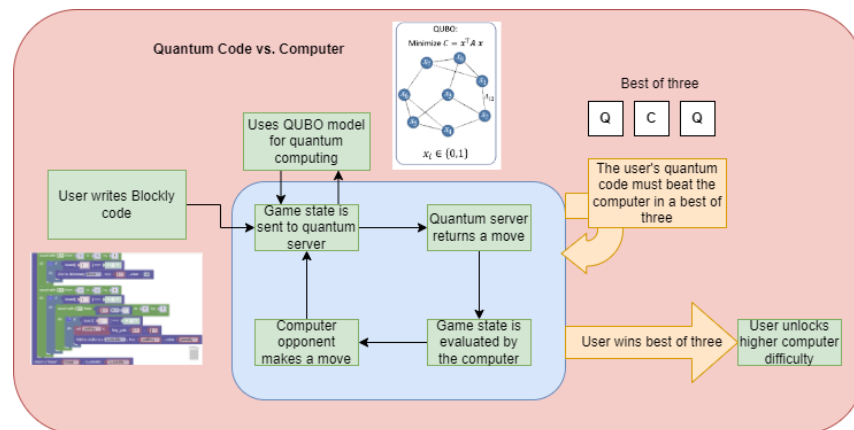 Quantum Code vs. Computer
QUBO:
Minimize C = xᵀA x
xᵢ ∈ {0,1}
Best of three
Q
C
Q
Uses QUBO model
for quantum
computing
The user's quantum
code must beat the
computer in a best of
three
User writes Blockly
code
Game state is
sent to quantum
server
Quantum server
returns a move
Computer
opponent
makes a move
Game state is
evaluated by
the computer
User wins best of three
User unlocks
higher computer
difficulty